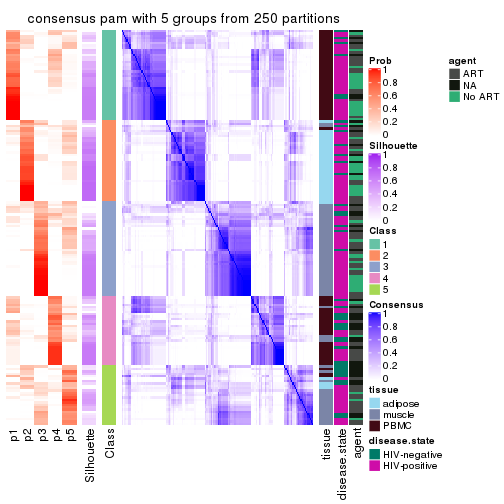 consensus pam with 5 groups from 250 partitions
p1
p2
p3
p4
p5
Silhouette
Class
tissue
disease.state
agent
Prob
1
0.8
0.6
0.4
0.2
0
Silhouette
1
0.8
0.6
0.4
0.2
0
Class
1
2
3
4
5
Consensus
1
0.8
0.6
0.4
0.2
0
tissue
adipose
muscle
PBMC
disease.state
HIV-negative
HIV-positive
agent
ART
NA
No ART